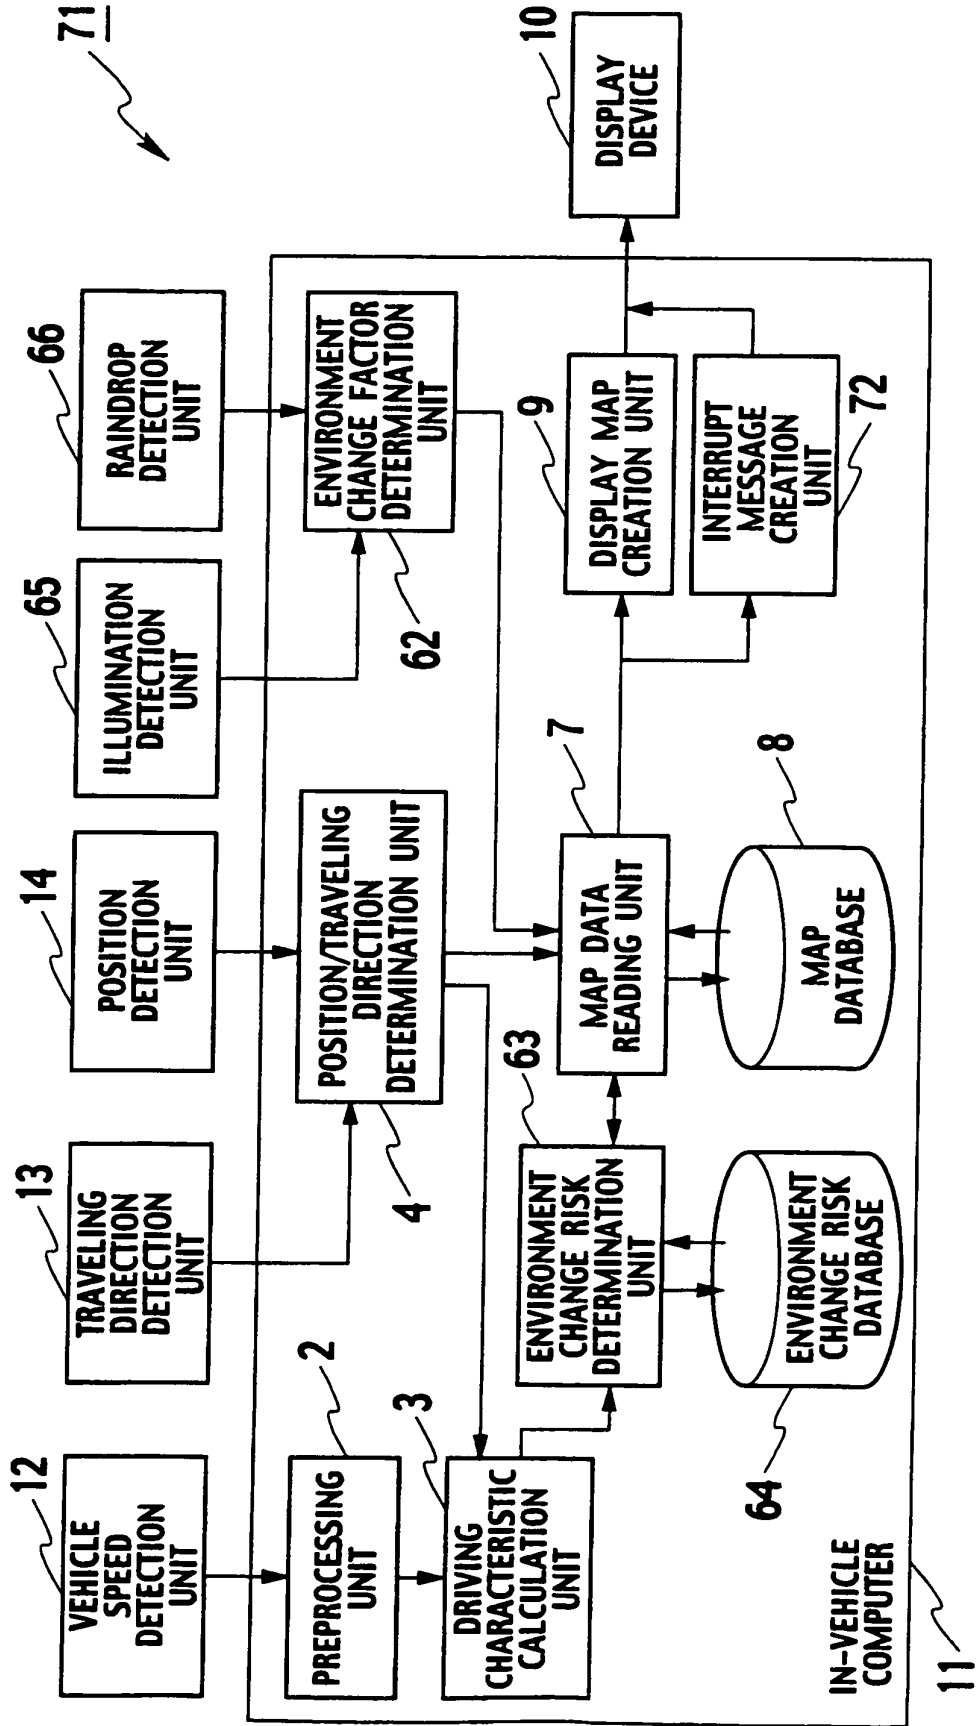 71
12
VEHICLE
SPEED
DETECTION
UNIT
13
TRAVELING
DIRECTION
DETECTION
UNIT
14
POSITION
DETECTION
UNIT
65
ILLUMINATION
DETECTION
UNIT
66
RAINDROP
DETECTION
UNIT
2
PREPROCESSING
UNIT
4
POSITION/TRAVELING
DIRECTION
DETERMINATION UNIT
62
ENVIRONMENT
CHANGE FACTOR
DETERMINATION
UNIT
3
DRIVING
CHARACTERISTIC
CALCULATION
UNIT
63
ENVIRONMENT
CHANGE RISK
DETERMINATION
UNIT
7
MAP DATA
READING UNIT
9
DISPLAY MAP
CREATION UNIT
10
DISPLAY
DEVICE
INTERRUPT
MESSAGE
CREATION
UNIT
72
64
ENVIRONMENT
CHANGE RISK
DATABASE
8
MAP
DATABASE
IN-VEHICLE
COMPUTER
11